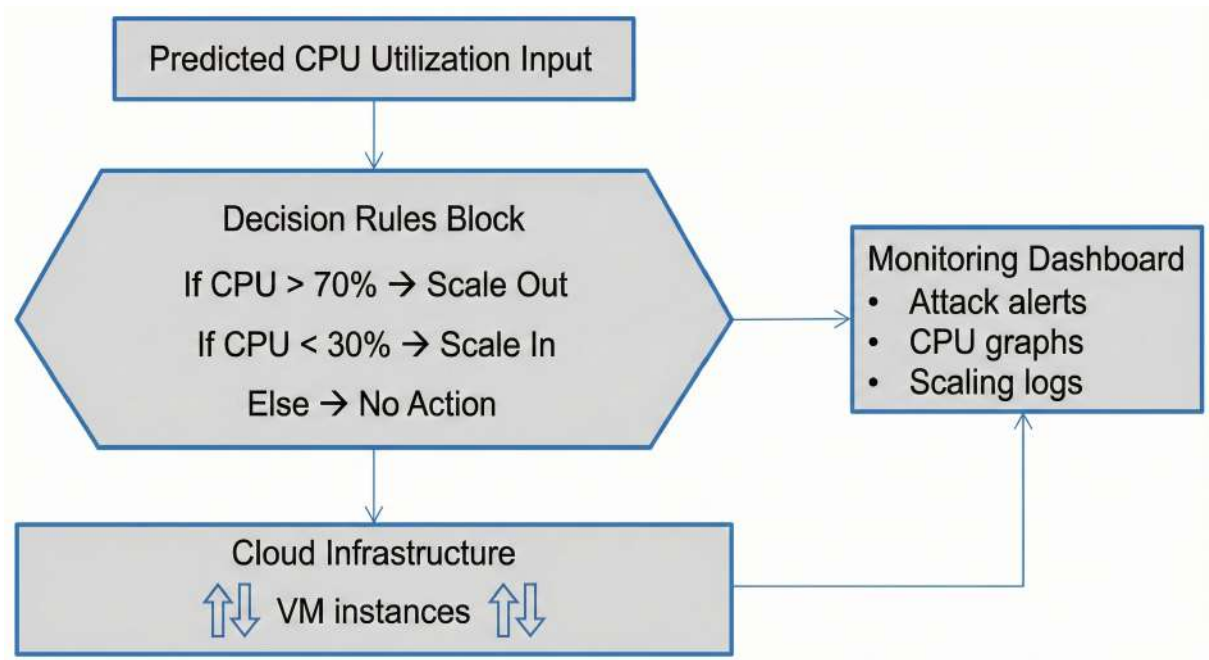 Predicted CPU Utilization Input
Decision Rules Block
If CPU > 70% → Scale Out
If CPU < 30% → Scale In
Else → No Action
Monitoring Dashboard
• Attack alerts
• CPU graphs
• Scaling logs
Cloud Infrastructure
VM instances